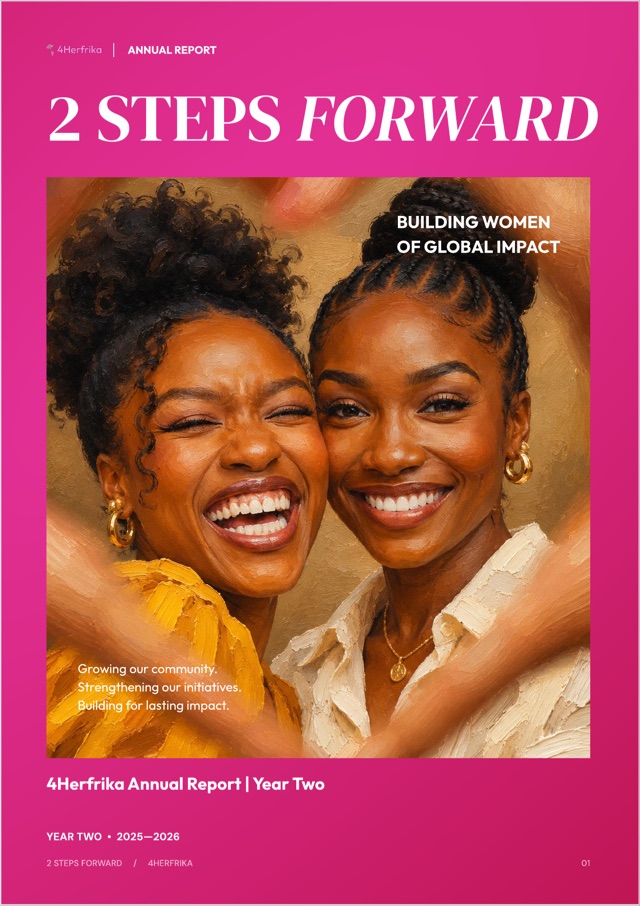 4Herfrika | ANNUAL REPORT
2 STEPS FORWARD
BUILDING WOMEN
OF GLOBAL IMPACT
Growing our community.
Strengthening our initiatives.
Building for lasting impact.
4Herfrika Annual Report | Year Two
YEAR TWO • 2025—2026
2 STEPS FORWARD / 4HERFRIKA
01